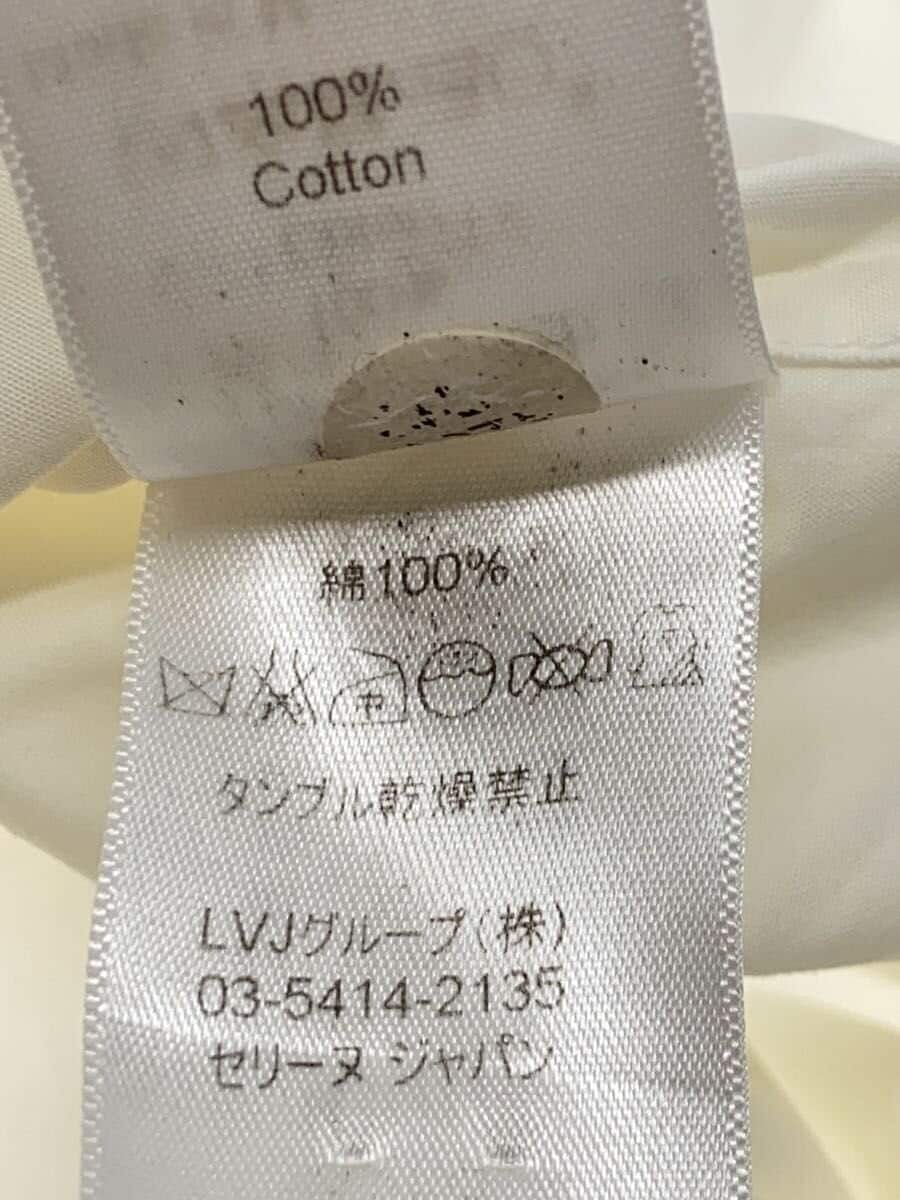 100%
Cotton
綿100%
タンブル乾燥禁止
LVJグループ(株)
03-5414-2135
セリーヌ ジャパン